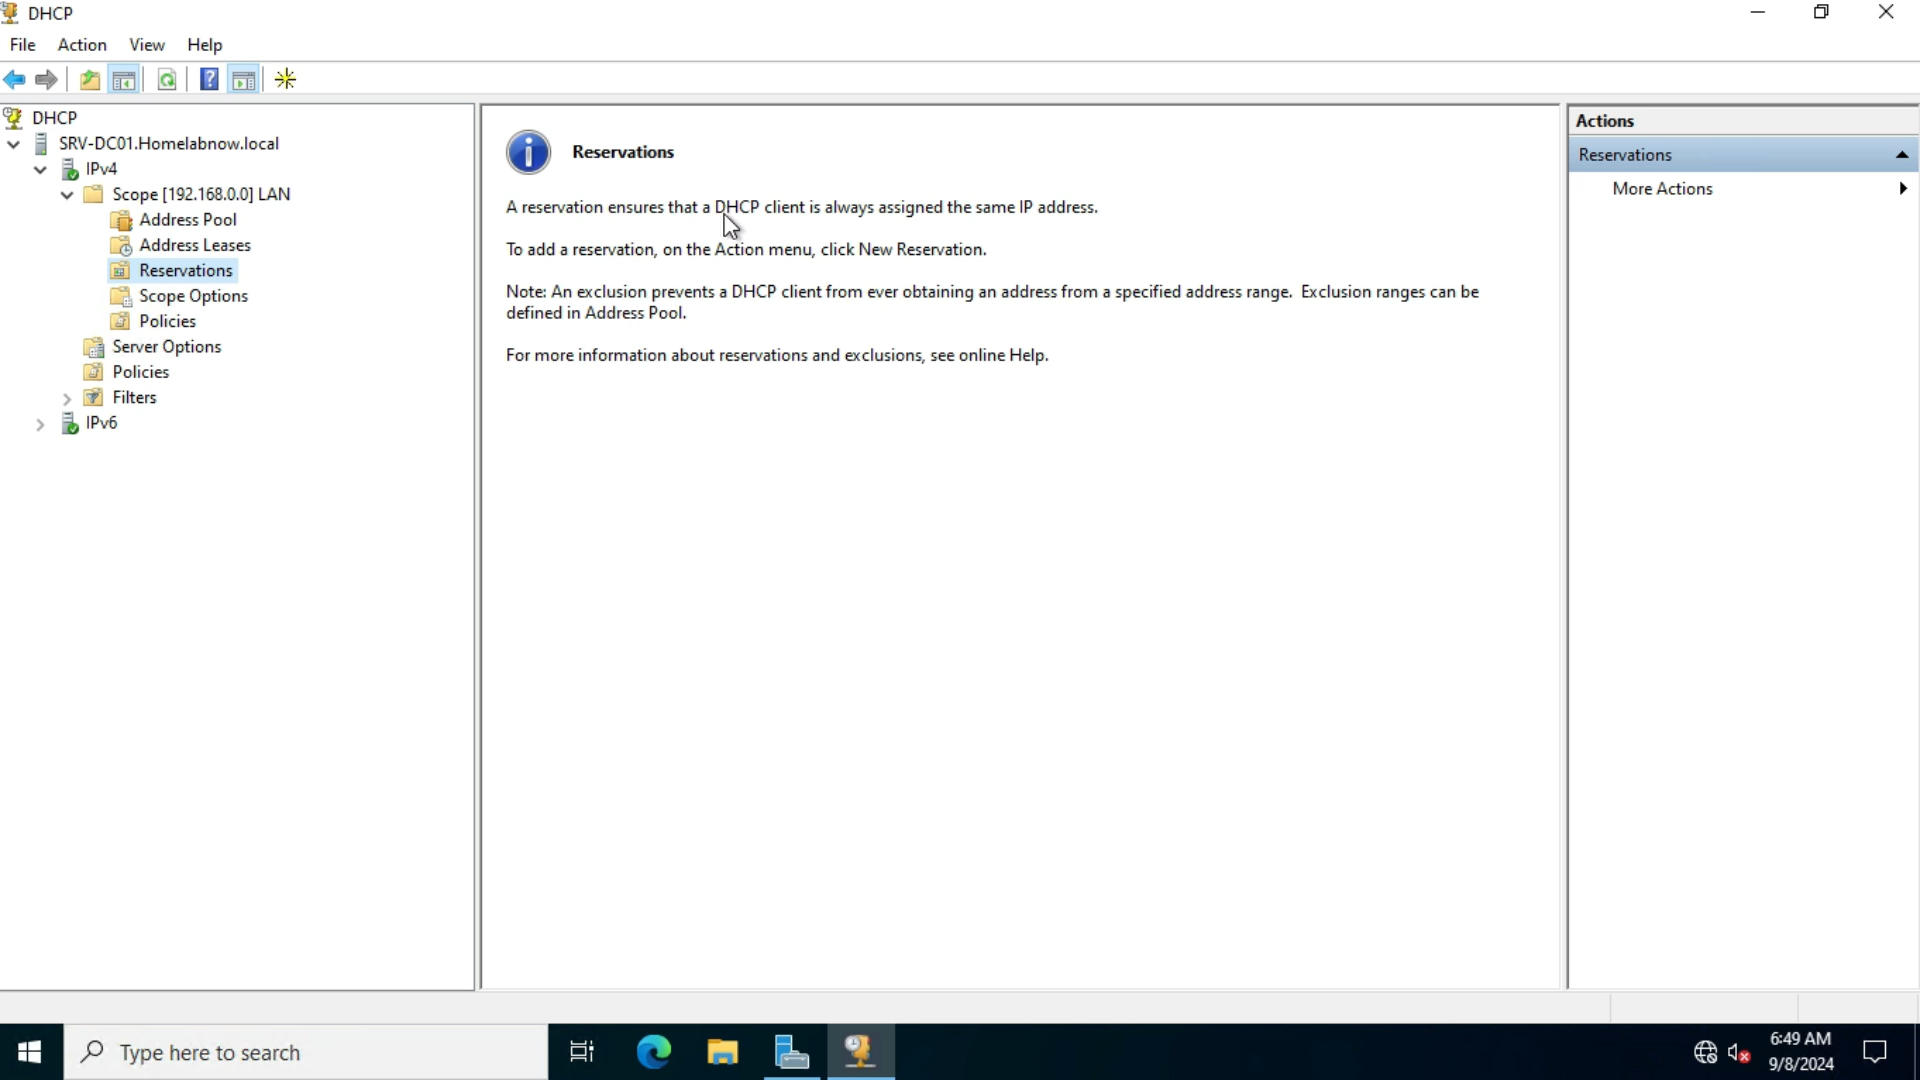 DHCP
File Action View Help
DHCP
SRV-DC01.Homelabnow.local
IPv4
Scope [192.168.0.0] LAN
Address Pool
Address Leases
Reservations
Scope Options
Policies
Server Options
Policies
Filters
IPv6
Reservations
A reservation ensures that a DHCP client is always assigned the same IP address.
To add a reservation, on the Action menu, click New Reservation.
Note: An exclusion prevents a DHCP client from ever obtaining an address from a specified address range. Exclusion ranges can be
defined in Address Pool.
For more information about reservations and exclusions, see online Help.
Actions
Reservations
More Actions
Type here to search
6:49 AM
9/8/2024